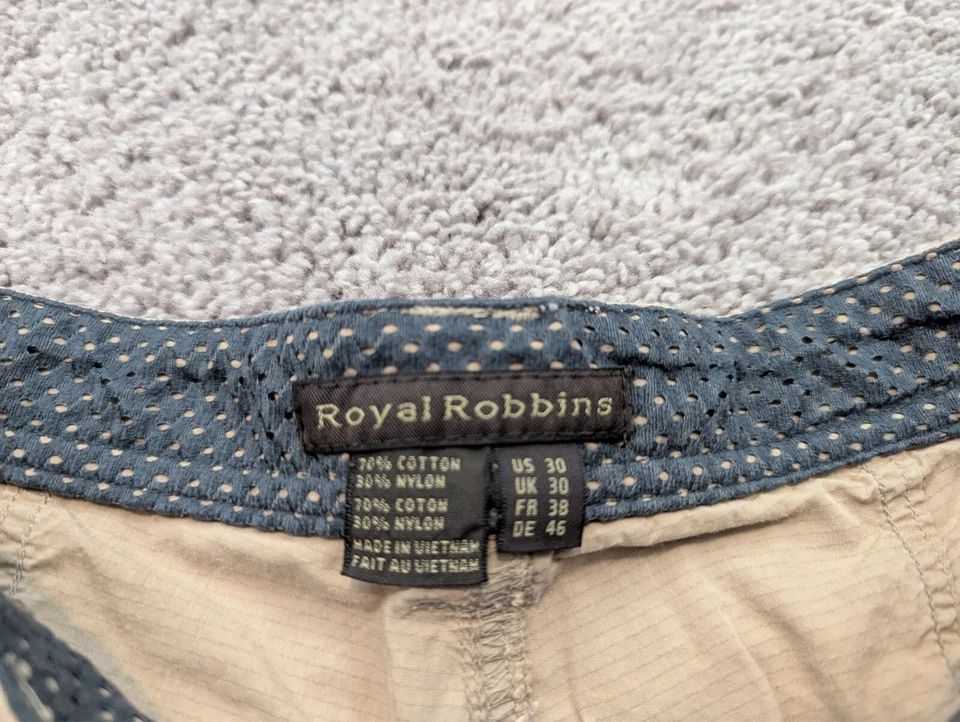 Royal Robbins
70% COTTON
30% NYLON
70% COTTON
30% NYLON
MADE IN VIETNAM
FAIT AU VIETNAM
US 30
UK 30
FR 38
DE 46